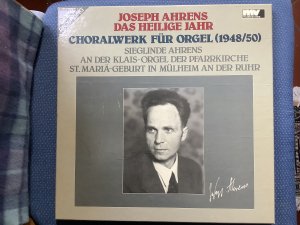 JOSEPH AHRENS
DAS HEILIGE JAHR
CHORALWERK FÜR ORGEL (1948/50)
SIEGLINDE AHRENS
AN DER KLAIS-ORGEL DER PFARRKIRCHE
ST. MARIÄ-GEBURT IN MÜLHEIM AN DER RUHR